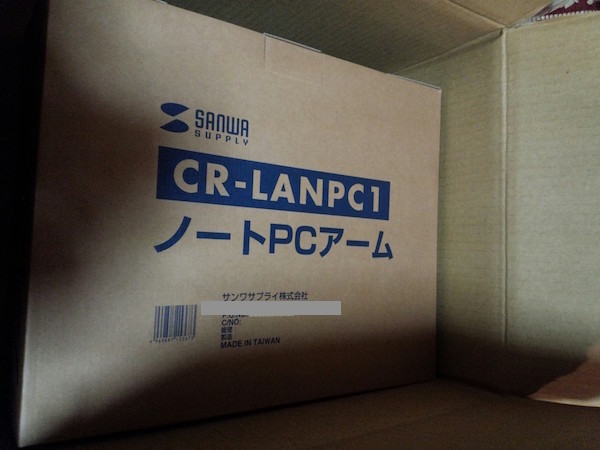 SANWA
SUPPLY
CR-LANPC1
ノートPCアーム
サンワサプライ株式会社
C/NO:
MADE IN TAIWAN